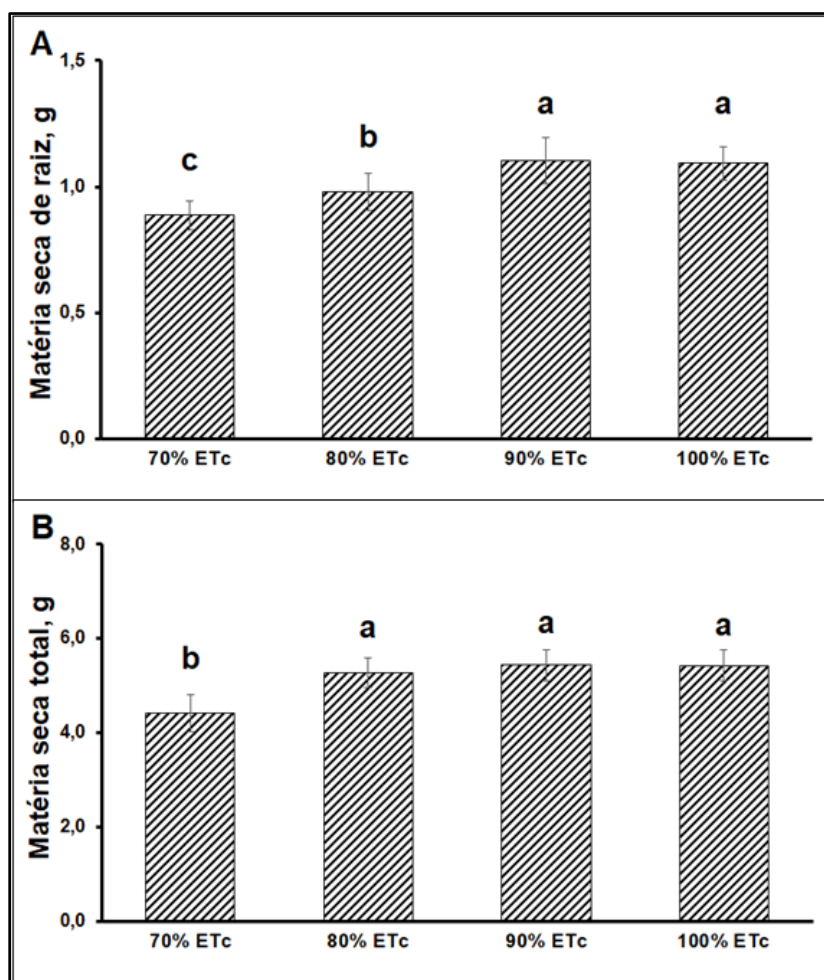 A
Matéria seca de raiz, g
1,5
1,0
0,5
0,0
c
b
a
a
70% ETc
80% ETc
90% ETc
100% ETc
B
Matéria seca total, g
8,0
6,0
4,0
2,0
0,0
b
a
a
a
70% ETc
80% ETc
90% ETc
100% ETc